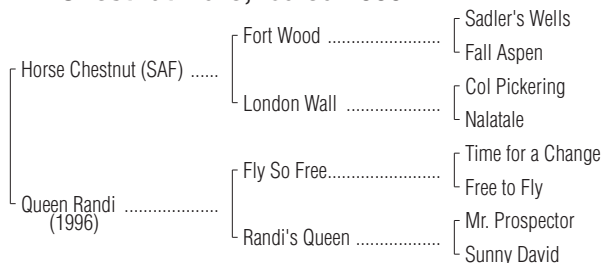 Sadler's Wells
Fort Wood ........................
Fall Aspen
Horse Chestnut (SAF) ......
Col Pickering
London Wall ....................
Nalatale
Time for a Change
Fly So Free........................
Free to Fly
Queen Randi ....................
(1996)
Mr. Prospector
Randi's Queen .................
Sunny David